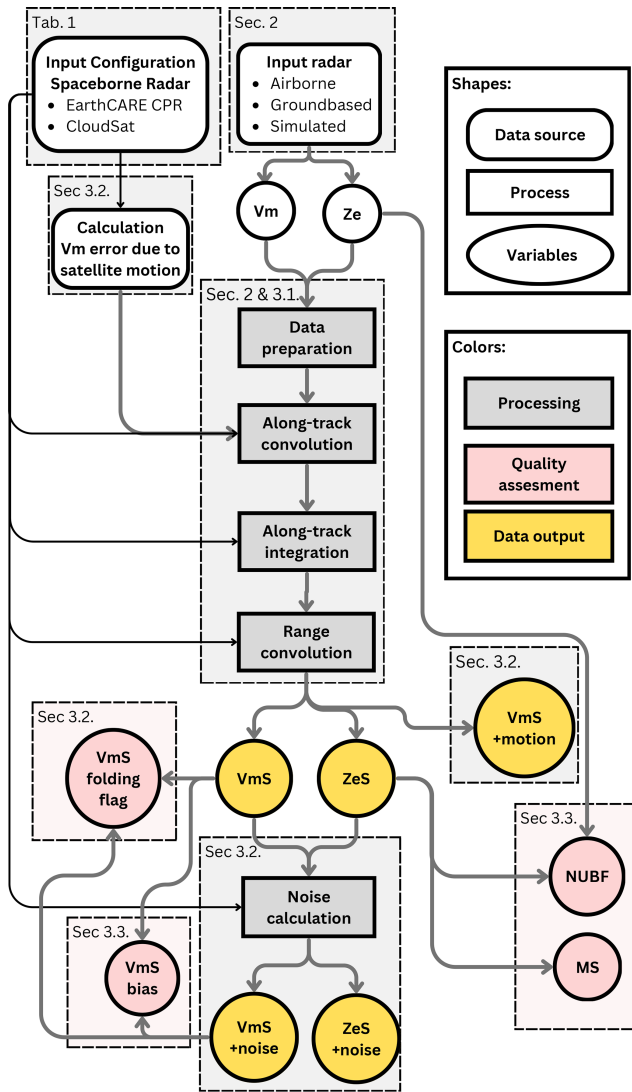 Tab. 1
Input Configuration
Spaceborne Radar
• EarthCARE CPR
• CloudSat
Sec. 2
Input radar
• Airborne
• Groundbased
• Simulated
Shapes:
Data source
Process
Variables
Sec 3.2.
Calculation
Vm error due to
satellite motion
Vm
Ze
Sec. 2 & 3.1.
Data
preparation
Along-track
convolution
Along-track
integration
Range
convolution
Colors:
Processing
Quality
assesment
Data output
Sec. 3.2.
VmS
+motion
Sec 3.2.
VmS
folding
flag
VmS
ZeS
Sec 3.3.
NUBF
MS
Sec 3.2.
Noise
calculation
Sec 3.3.
VmS
bias
VmS
+noise
ZeS
+noise